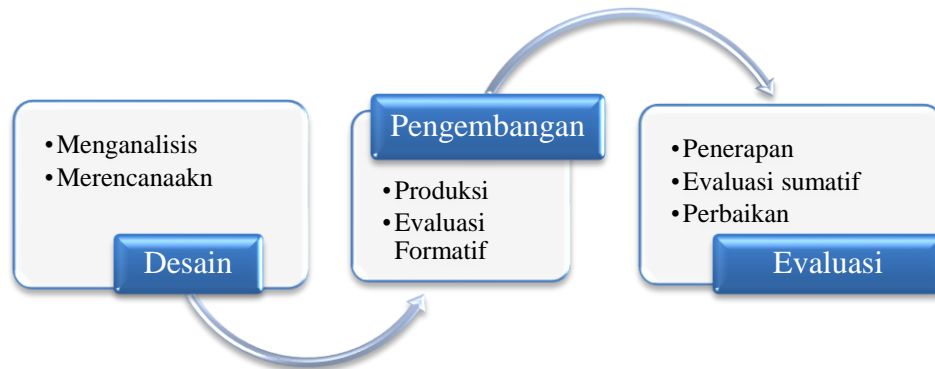 •Menganalisis
•Merencanaakn
Desain
Pengembangan
•Produksi
•Evaluasi
Formatif
•Penerapan
•Evaluasi sumatif
•Perbaikan
Evaluasi